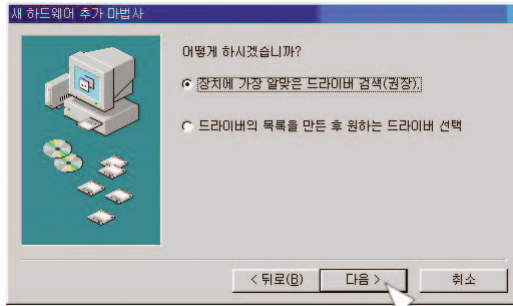 새 하드웨어 추가 마법사
어떻게 하시겠습니까?
장치에 가장 알맞은 드라이버 검색(권장).
드라이버의 목록을 만든 후 원하는 드라이버 선택
< 뒤로(B)
다음 >
취소